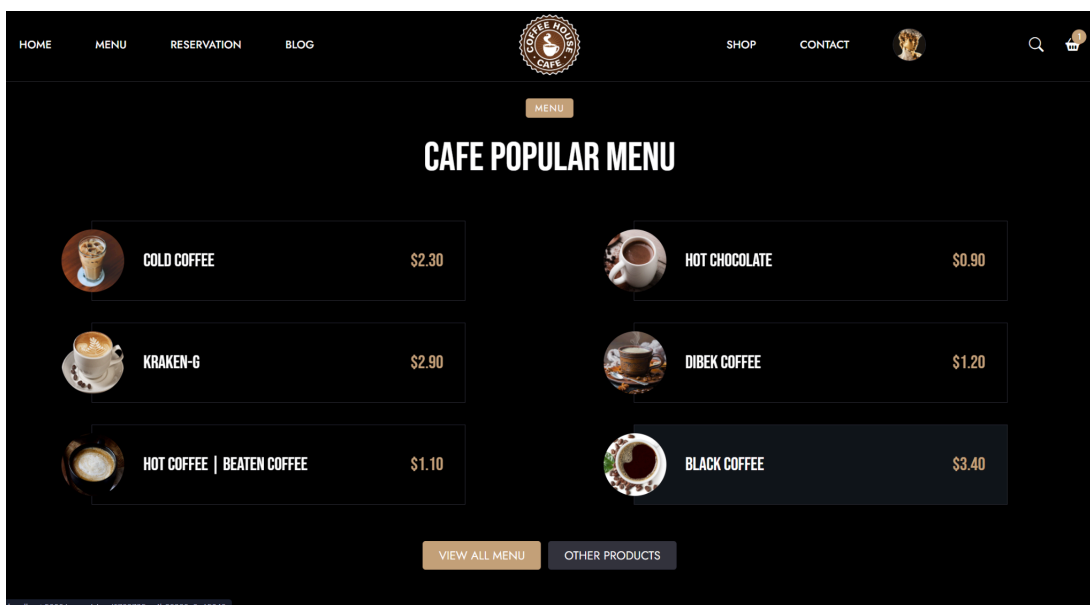 HOME MENU RESERVATION BLOG
COFFEE HOUSE
CAFE
SHOP CONTACT
1
MENU
CAFE POPULAR MENU
COLD COFFEE $2.30
HOT CHOCOLATE $0.90
KRAKEN-G $2.90
DIBEK COFFEE $1.20
HOT COFFEE | BEATEN COFFEE $1.10
BLACK COFFEE $3.40
VIEW ALL MENU OTHER PRODUCTS